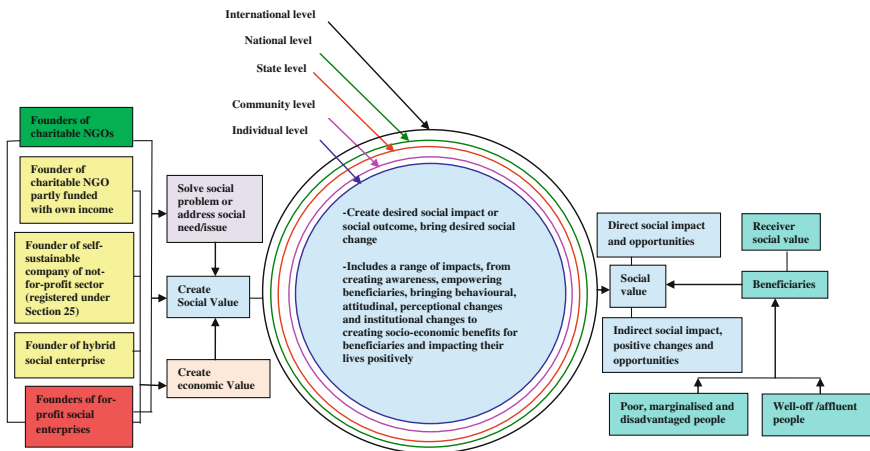 International level
National level
State level
Community level
Individual level
Founders of
charitable NGOs
Founder of
charitable NGO
partly funded
with own income
Founder of self-
sustainable
company of not-
for-profit sector
(registered under
Section 25)
Founder of hybrid
social enterprise
Founders of for-
profit social
enterprises
Solve social
problem or
address social
need/issue
Create
Social Value
Create
economic Value
-Create desired social impact or
social outcome, bring desired social
change
-Includes a range of impacts, from
creating awareness, empowering
beneficiaries, bringing behavioural,
attitudinal, perceptional changes
and institutional changes to
creating socio-economic benefits for
beneficiaries and impacting their
lives positively
Direct social impact
and opportunities
Social
value
Indirect social impact,
positive changes and
opportunities
Receiver
social value
Beneficiaries
Poor, marginalised and
disadvantaged people
Well-off /affluent
people